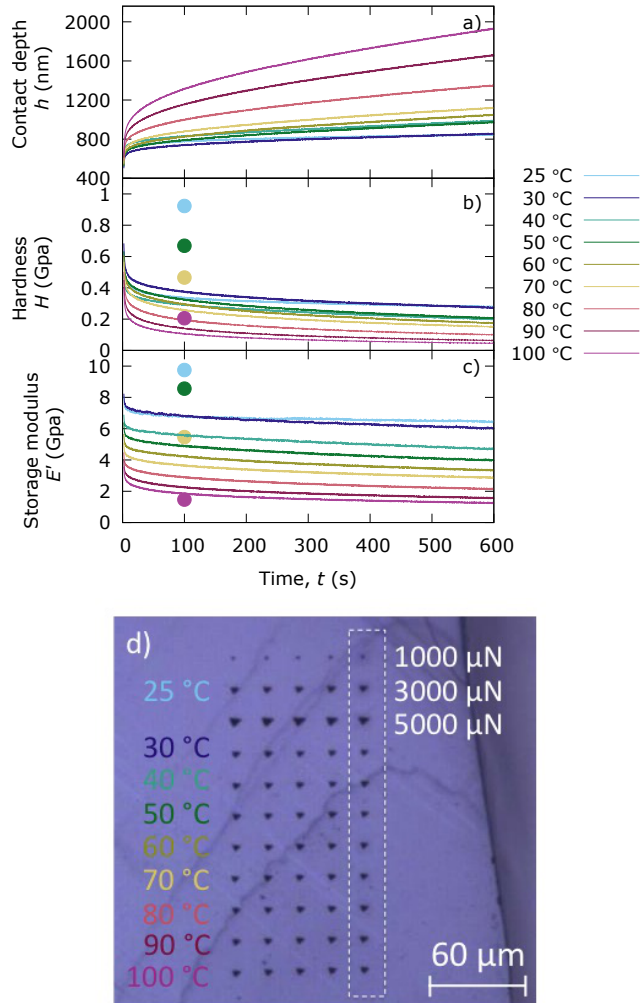 a)
2000
1600
1200
800
400
Contact depth
h (nm)
b)
1
0.8
0.6
0.4
0.2
0
Hardness
H (Gpa)
c)
10
8
6
4
2
0
Storage modulus
E' (Gpa)
0 100 200 300 400 500 600
Time, t (s)
25 °C
30 °C
40 °C
50 °C
60 °C
70 °C
80 °C
90 °C
100 °C
d)
1000 µN
25 °C 3000 µN
5000 µN
30 °C
40 °C
50 °C
60 °C
70 °C
80 °C
90 °C
100 °C
60 µm